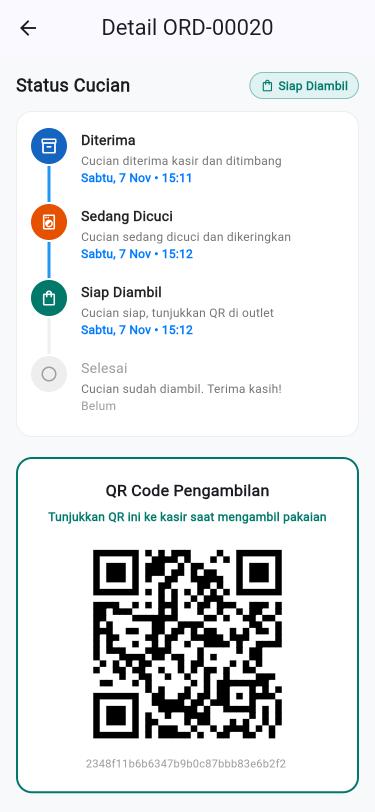 Detail ORD-00020
Status Cucian
Siap Diambil
Diterima
Cucian diterima kasir dan ditimbang
Sabtu, 7 Nov • 15:11
Sedang Dicuci
Cucian sedang dicuci dan dikeringkan
Sabtu, 7 Nov • 15:12
Siap Diambil
Cucian siap, tunjukkan QR di outlet
Sabtu, 7 Nov • 15:12
Selesai
Cucian sudah diambil. Terima kasih!
Belum
QR Code Pengambilan
Tunjukkan QR ini ke kasir saat mengambil pakaian
2348f11b6b6347b9b0c87bbb83e6b2f2